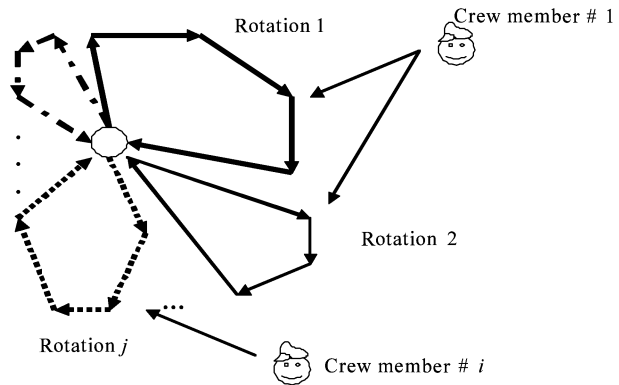 Crew member # 1
Rotation 1
Rotation 2
...
Rotation j
Crew member # i